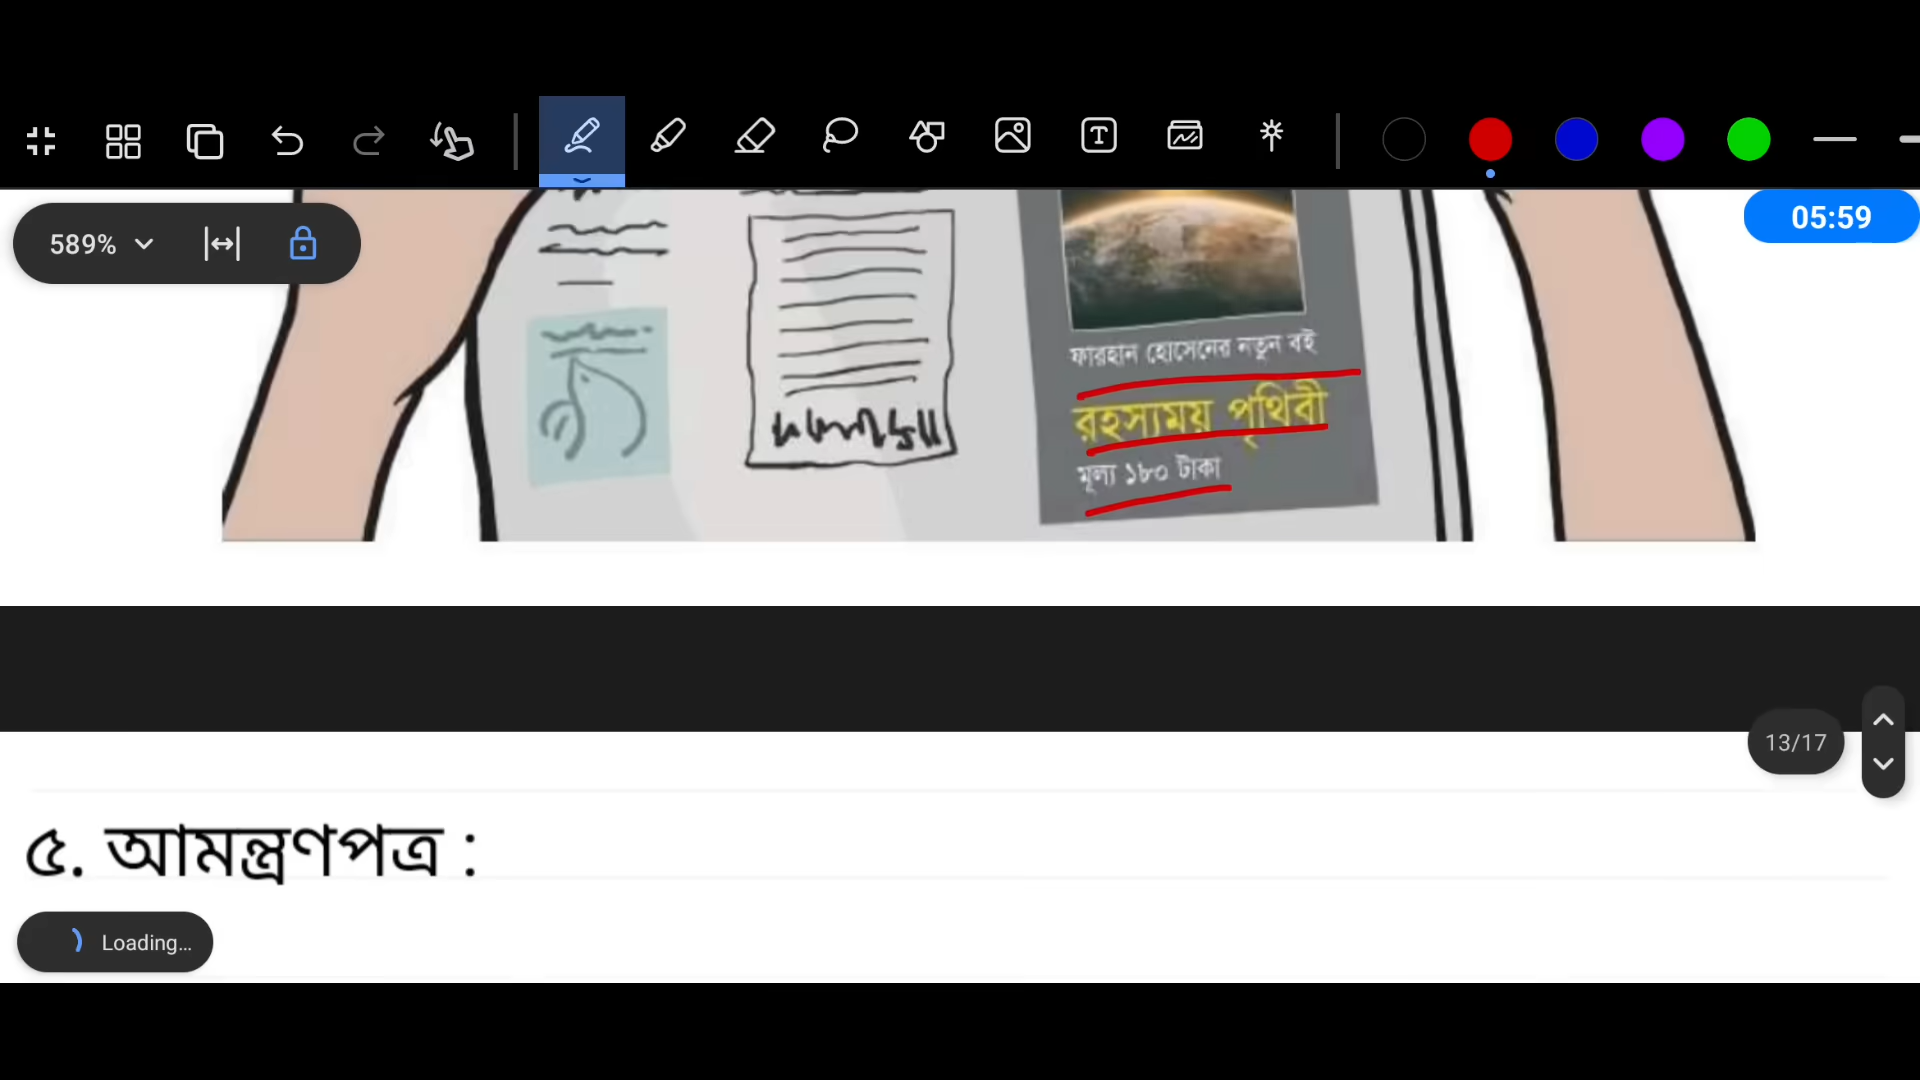 589%
05:59
ফারহান হোসেনের নতুন বই
রহস্যময় পৃথিবী
মূল্য ১৮০ টাকা
13/17
৫. আমন্ত্রণপত্র :
Loading...